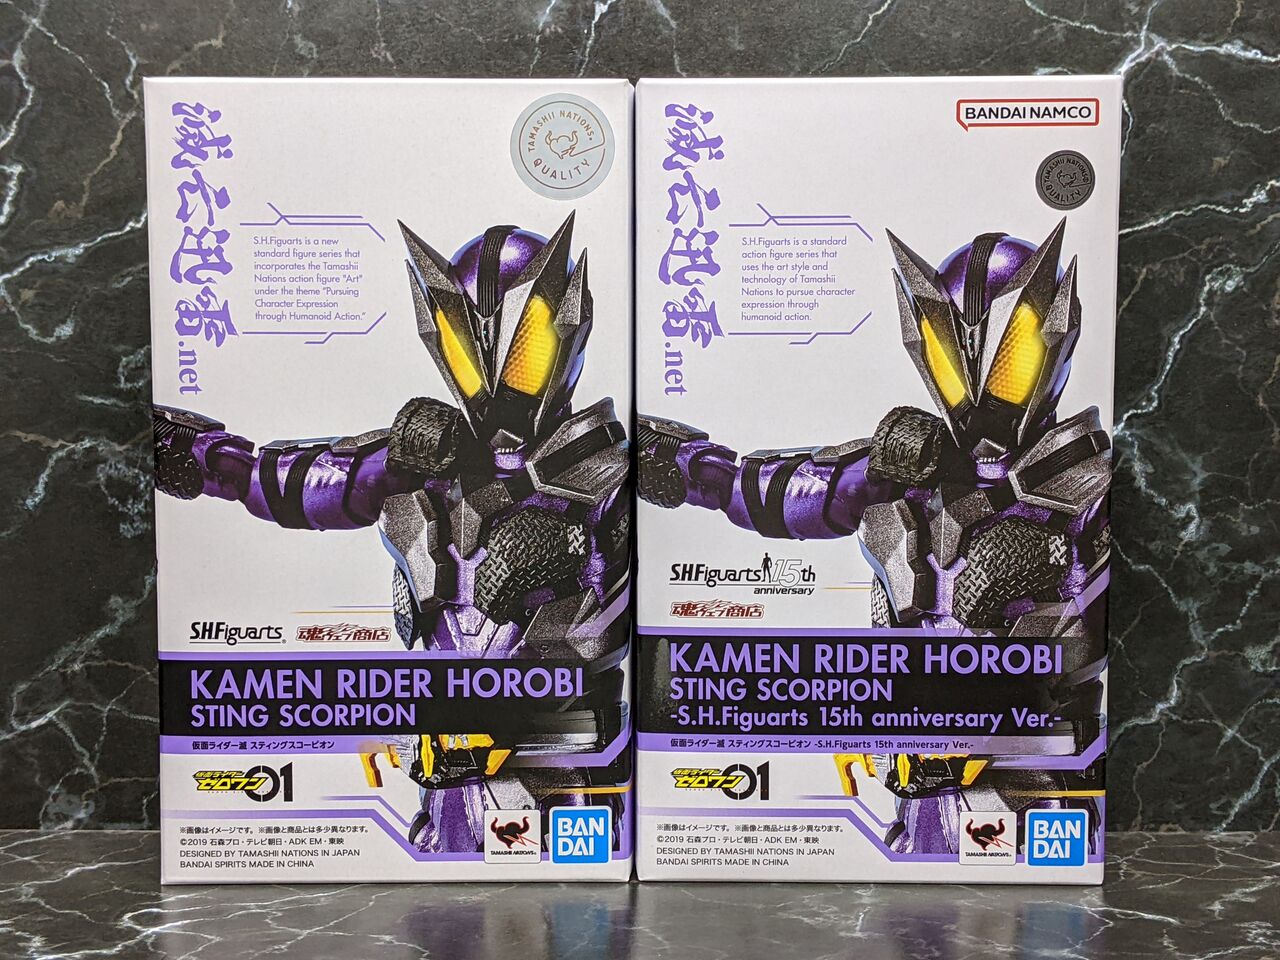 滅亡迅雷.net
TAMASHII NATIONS.
QUALITY
S.H.Figuarts is a new
standard figure series that
incorporates the Tamashii
Nations action figure "Art"
under the theme "Pursuing
Character Expression
through Humanoid Action."
S.H.Figuarts
魂ウェブ商店
KAMEN RIDER HOROBI
STING SCORPION
仮面ライダー滅 スティングスコーピオン
仮面ライダー
ゼロワン 01
※画像はイメージです。 ※画像と商品とは多少異なります。
©2019 石森プロ・テレビ朝日・ADK EM・東映
DESIGNED BY TAMASHII NATIONS IN JAPAN
BANDAI SPIRITS MADE IN CHINA
TAMASHII NATIONS
BAN
DAI
滅亡迅雷.net
BANDAI NAMCO
TAMASHII NATIONS
QUALITY
S.H.Figuarts is a standard
action figure series that
uses the art style and
technology of Tamashii
Nations to pursue character
expression through
humanoid action.
S.H.Figuarts 15th
anniversary
魂ウェブ商店
KAMEN RIDER HOROBI
STING SCORPION
-S.H.Figuarts 15th anniversary Ver.-
仮面ライダー滅 スティングスコーピオン -S.H.Figuarts 15th anniversary Ver.-
仮面ライダー
ゼロワン 01
※画像はイメージです。 ※画像と商品とは多少異なります。
©2019 石森プロ・テレビ朝日・ADK EM・東映
DESIGNED BY TAMASHII NATIONS IN JAPAN
BANDAI SPIRITS MADE IN CHINA
TAMASHII NATIONS
BAN
DAI